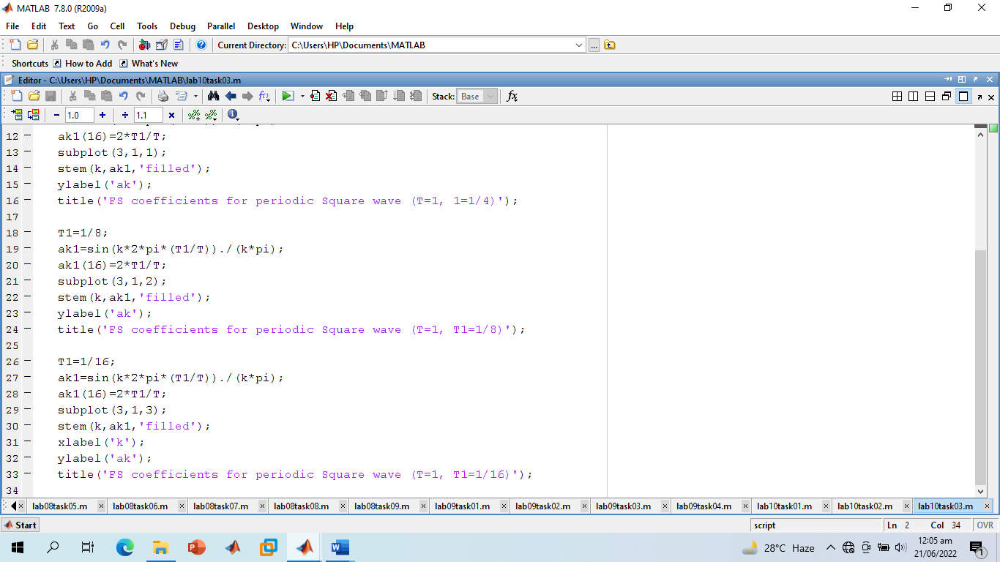 MATLAB 7.8.0 (R2009a)
File Edit Text Go Cell Tools Debug Parallel Desktop Window Help
Current Directory: C:\Users\HP\Documents\MATLAB ...
Shortcuts How to Add What's New
Editor - C:\Users\HP\Documents\MATLAB\lab10task03.m
Stack: Base fx
- 1.0 + ÷ 1.1 ×
12 - ak1(16)=2*T1/T;
13 - subplot(3,1,1);
14 - stem(k,ak1,'filled');
15 - ylabel('ak');
16 - title('FS coefficients for periodic Square wave (T=1, 1=1/4)');
17
18 - T1=1/8;
19 - ak1=sin(k*2*pi*(T1/T))./(k*pi);
20 - ak1(16)=2*T1/T;
21 - subplot(3,1,2);
22 - stem(k,ak1,'filled');
23 - ylabel('ak');
24 - title('FS coefficients for periodic Square wave (T=1, T1=1/8)');
25
26 - T1=1/16;
27 - ak1=sin(k*2*pi*(T1/T))./(k*pi);
28 - ak1(16)=2*T1/T;
29 - subplot(3,1,3);
30 - stem(k,ak1,'filled');
31 - xlabel('k');
32 - ylabel('ak');
33 - title('FS coefficients for periodic Square wave (T=1, T1=1/16)');
34
lab08task05.m lab08task06.m lab08task07.m lab08task08.m lab08task09.m lab09task01.m lab09task02.m lab09task03.m lab09task04.m lab10task01.m lab10task02.m lab10task03.m
Start script Ln 2 Col 34 OVR
28°C Haze 12:05 am
21/06/2022 1